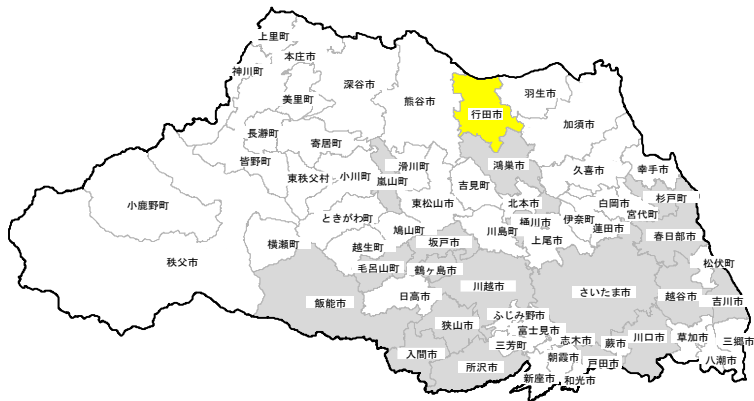 上里町
本庄市
神川町
美里町
深谷市
熊谷市
行田市
羽生市
加須市
長瀞町
寄居町
皆野町
東秩父村
小川町
嵐山町
滑川町
吉見町
鴻巣市
久喜市
幸手市
小鹿野町
ときがわ町
東松山市
北本市
白岡市
杉戸町
宮代町
桶川市
伊奈町
蓮田市
春日部市
横瀬町
越生町
鳩山町
坂戸市
川島町
上尾市
松伏町
秩父市
毛呂山町
鶴ヶ島市
川越市
さいたま市
越谷市
吉川市
飯能市
日高市
狭山市
ふじみ野市
富士見市
三芳町
志木市
蕨市
川口市
草加市
三郷市
入間市
所沢市
朝霞市
戸田市
八潮市
新座市
和光市